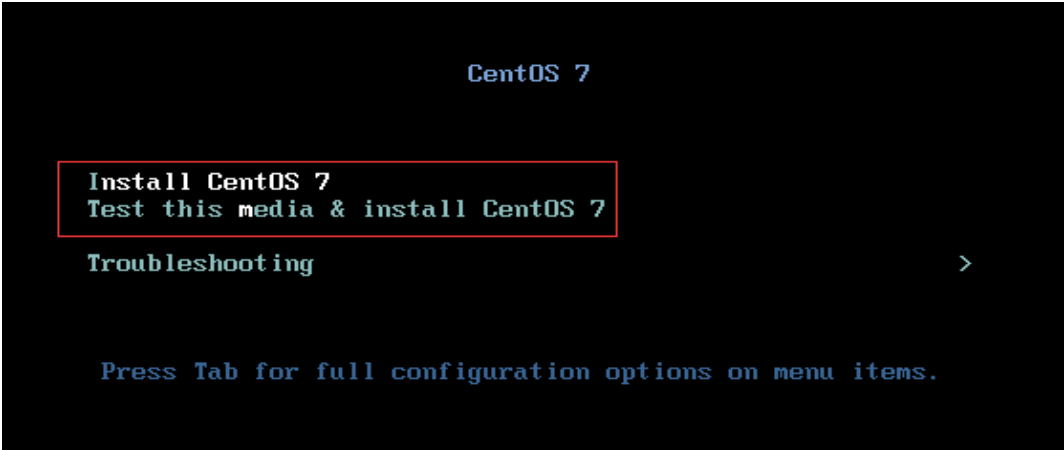 CentOS 7
Install CentOS 7
Test this media & install CentOS 7
Troubleshooting >
Press Tab for full configuration options on menu items.